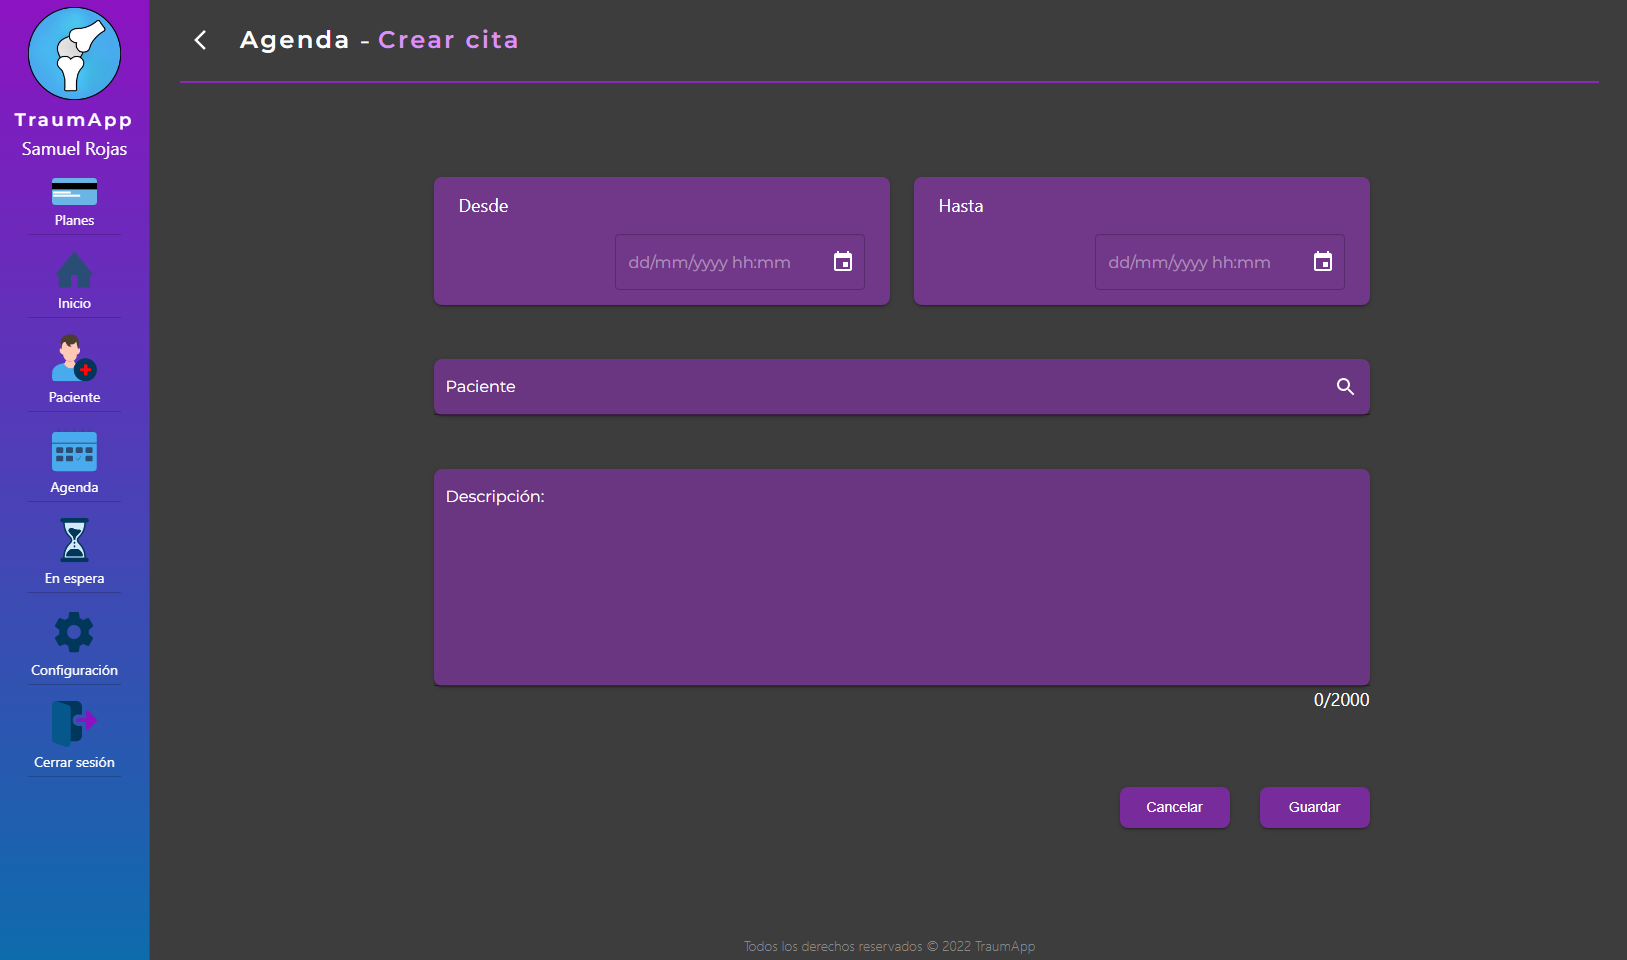 TraumApp
Samuel Rojas
Planes
Inicio
Paciente
Agenda
En espera
Configuración
Cerrar sesión
Agenda - Crear cita
Desde
dd/mm/yyyy hh:mm
Hasta
dd/mm/yyyy hh:mm
Paciente
Descripción:
0/2000
Cancelar
Guardar
Todos los derechos reservados © 2022 TraumApp